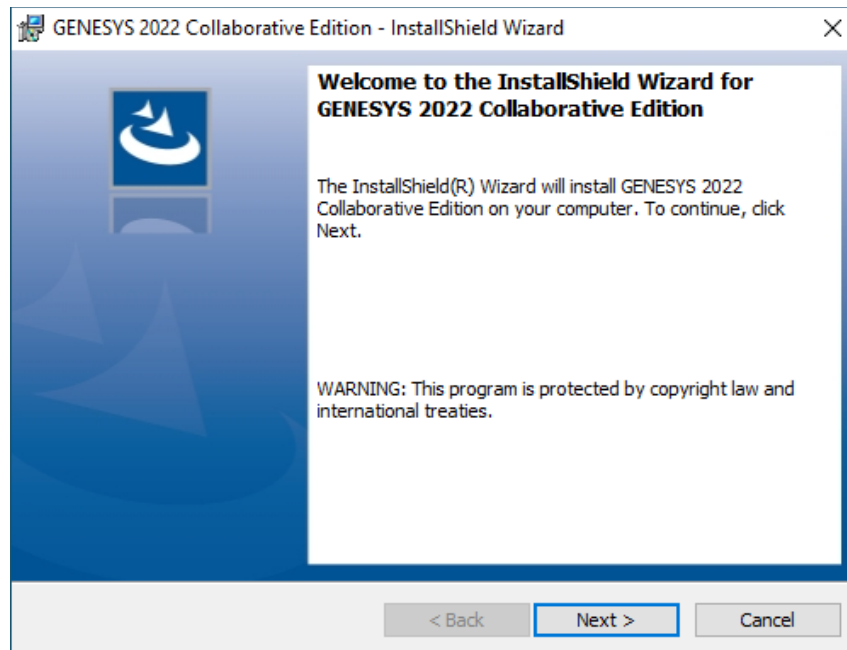 GENESYS 2022 Collaborative Edition - InstallShield Wizard
Welcome to the InstallShield Wizard for
GENESYS 2022 Collaborative Edition
The InstallShield(R) Wizard will install GENESYS 2022
Collaborative Edition on your computer. To continue, click
Next.
WARNING: This program is protected by copyright law and
international treaties.
< Back
Next >
Cancel